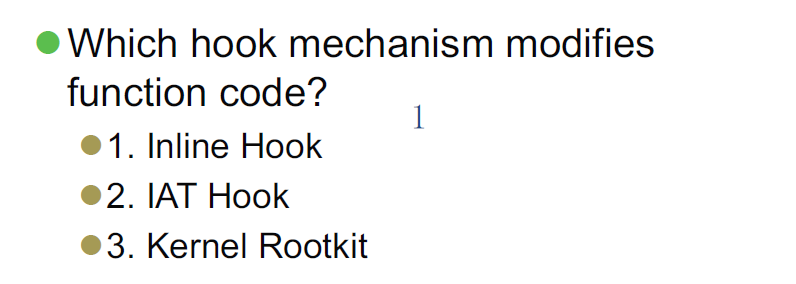 Which hook mechanism modifies
function code?
1
1. Inline Hook
2. IAT Hook
3. Kernel Rootkit